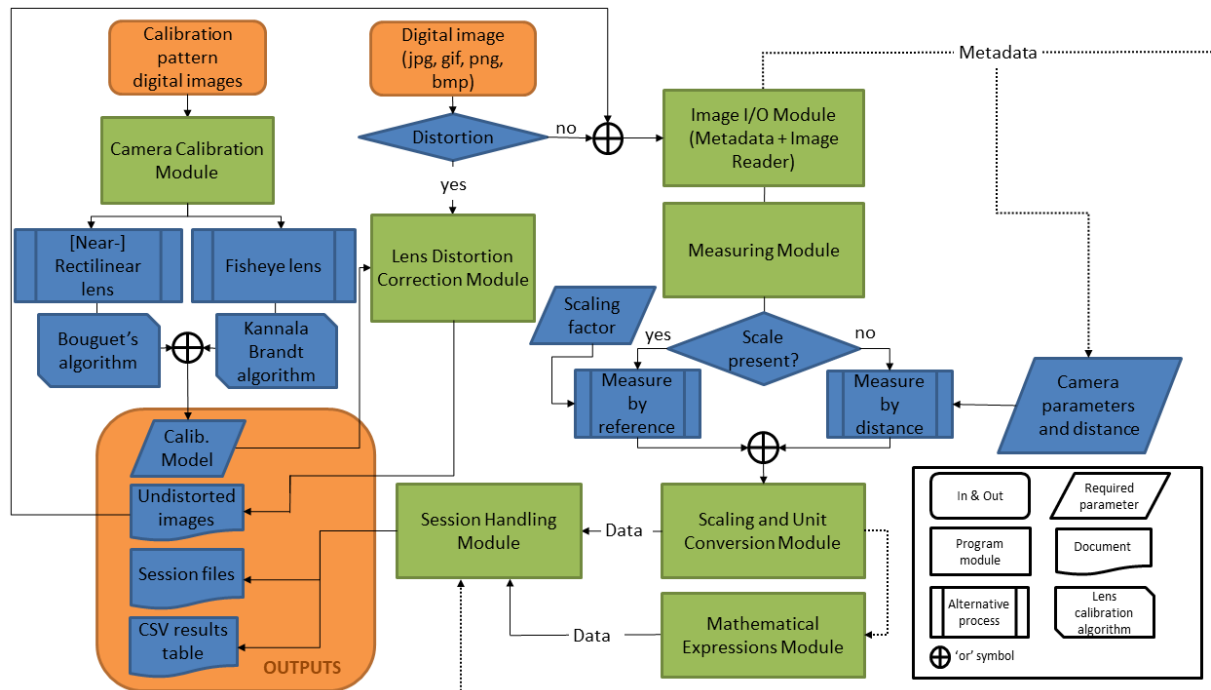 Calibration
pattern
digital images
Digital image
(jpg, gif, png,
bmp)
Metadata
Distortion
no
yes
Image I/O Module
(Metadata + Image
Reader)
Camera Calibration
Module
[Near-]
Rectilinear
lens
Fisheye lens
Lens Distortion
Correction Module
Measuring Module
Bouguet's
algorithm
Kannala
Brandt
algorithm
Scaling
factor
yes
Scale
present?
no
Measure
by
reference
Measure
by
distance
Camera
parameters
and distance
Calib.
Model
Undistorted
images
Session files
CSV results
table
OUTPUTS
Session Handling
Module
Data
Scaling and Unit
Conversion Module
Data
Mathematical
Expressions Module
In & Out
Required
parameter
Program
module
Document
Alternative
process
Lens
calibration
algorithm
'or' symbol